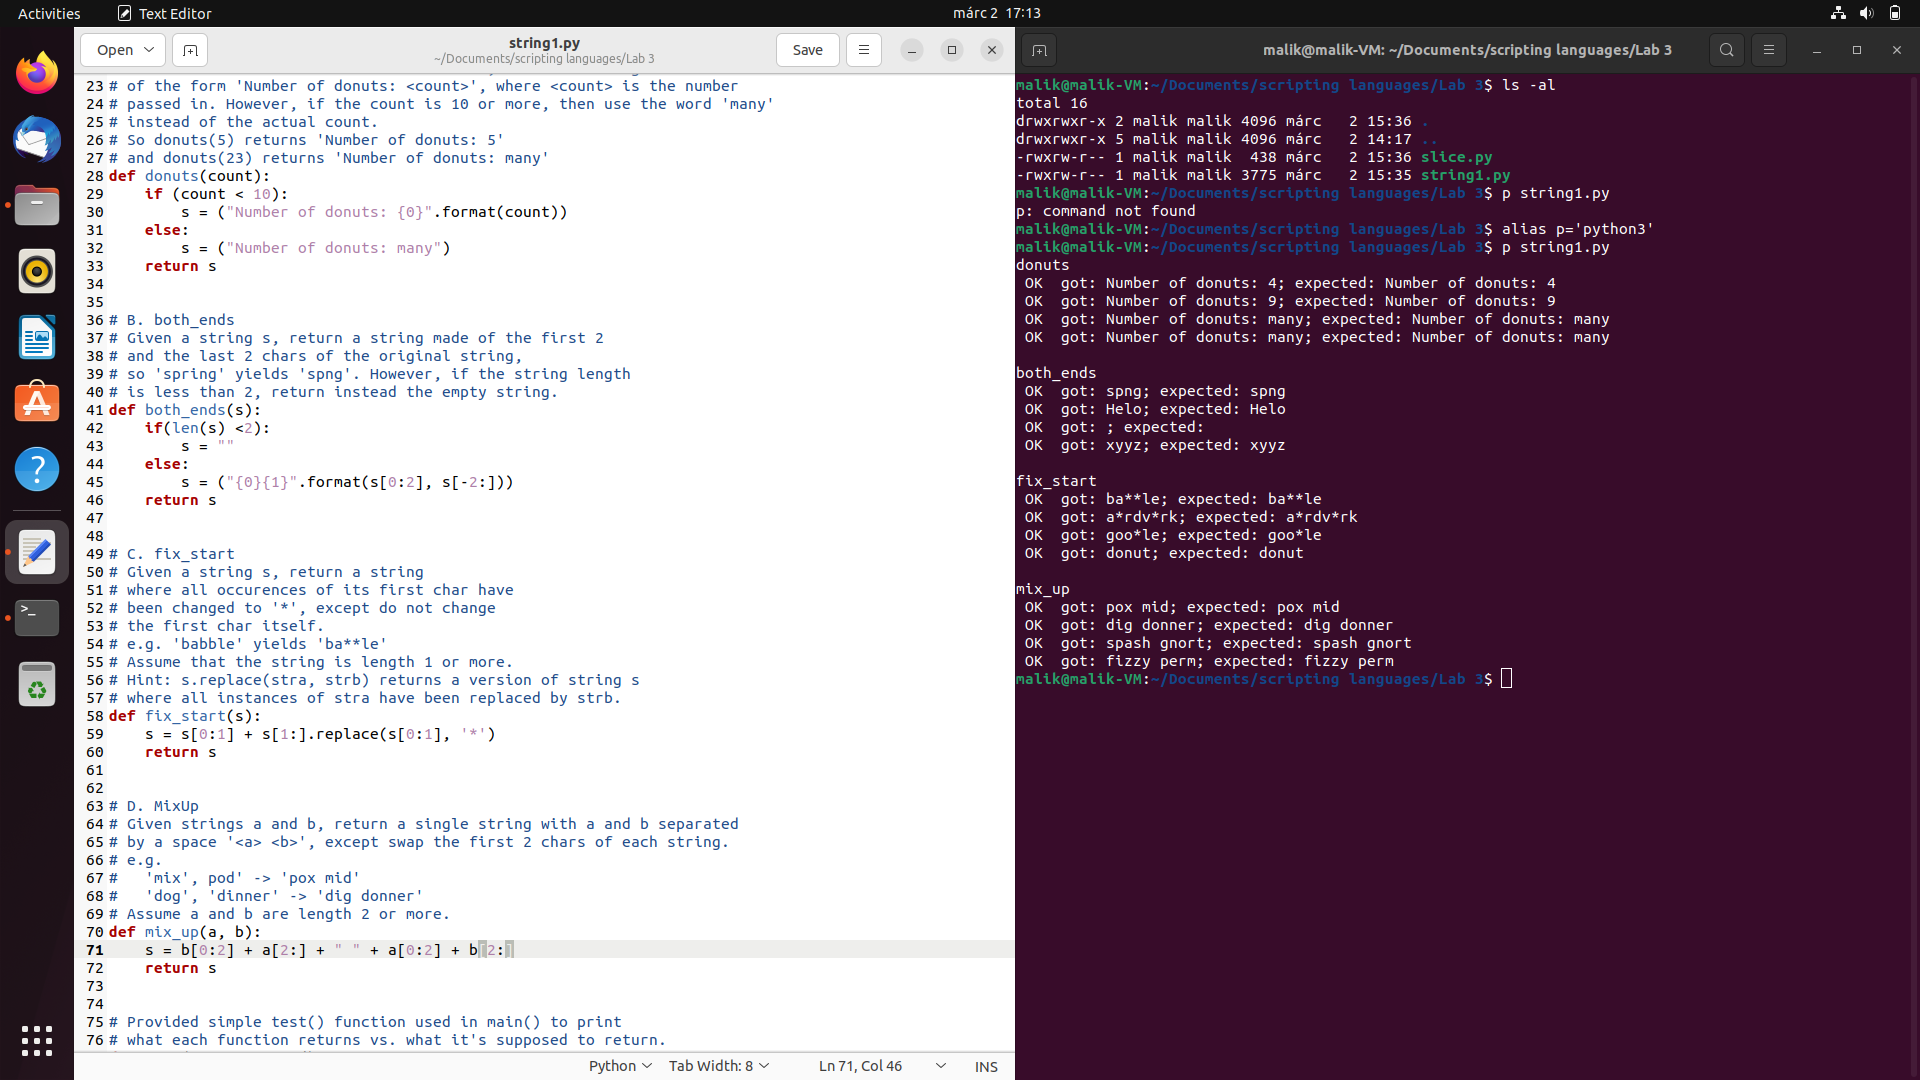 Activities
Text Editor
márc 2 17:13
Open
string1.py
~/Documents/scripting languages/Lab 3
Save
23 # of the form 'Number of donuts: <count>', where <count> is the number
24 # passed in. However, if the count is 10 or more, then use the word 'many'
25 # instead of the actual count.
26 # So donuts(5) returns 'Number of donuts: 5'
27 # and donuts(23) returns 'Number of donuts: many'
28 def donuts(count):
29     if (count < 10):
30         s = ("Number of donuts: {0}".format(count))
31     else:
32         s = ("Number of donuts: many")
33     return s
34
35
36 # B. both_ends
37 # Given a string s, return a string made of the first 2
38 # and the last 2 chars of the original string,
39 # so 'spring' yields 'spng'. However, if the string length
40 # is less than 2, return instead the empty string.
41 def both_ends(s):
42     if(len(s) <2):
43         s = ""
44     else:
45         s = ("{0}{1}".format(s[0:2], s[-2:]))
46     return s
47
48
49 # C. fix_start
50 # Given a string s, return a string
51 # where all occurences of its first char have
52 # been changed to '*', except do not change
53 # the first char itself.
54 # e.g. 'babble' yields 'ba**le'
55 # Assume that the string is length 1 or more.
56 # Hint: s.replace(stra, strb) returns a version of string s
57 # where all instances of stra have been replaced by strb.
58 def fix_start(s):
59     s = s[0:1] + s[1:].replace(s[0:1], '*')
60     return s
61
62
63 # D. MixUp
64 # Given strings a and b, return a single string with a and b separated
65 # by a space '<a> <b>', except swap the first 2 chars of each string.
66 # e.g.
67 #   'mix', pod' -> 'pox mid'
68 #   'dog', 'dinner' -> 'dig donner'
69 # Assume a and b are length 2 or more.
70 def mix_up(a, b):
71     s = b[0:2] + a[2:] + " " + a[0:2] + b[2:]
72     return s
73
74
75 # Provided simple test() function used in main() to print
76 # what each function returns vs. what it's supposed to return.
Python
Tab Width: 8
Ln 71, Col 46
INS
malik@malik-VM: ~/Documents/scripting languages/Lab 3
malik@malik-VM:~/Documents/scripting languages/Lab 3$ ls -al
total 16
drwxrwxr-x 2 malik malik 4096 márc   2 15:36 .
drwxrwxr-x 5 malik malik 4096 márc   2 14:17 ..
-rwxrw-r-- 1 malik malik  438 márc   2 15:36 slice.py
-rwxrw-r-- 1 malik malik 3775 márc   2 15:35 string1.py
malik@malik-VM:~/Documents/scripting languages/Lab 3$ p string1.py
p: command not found
malik@malik-VM:~/Documents/scripting languages/Lab 3$ alias p='python3'
malik@malik-VM:~/Documents/scripting languages/Lab 3$ p string1.py
donuts
 OK  got: Number of donuts: 4; expected: Number of donuts: 4
 OK  got: Number of donuts: 9; expected: Number of donuts: 9
 OK  got: Number of donuts: many; expected: Number of donuts: many
 OK  got: Number of donuts: many; expected: Number of donuts: many

both_ends
 OK  got: spng; expected: spng
 OK  got: Helo; expected: Helo
 OK  got: ; expected:
 OK  got: xyyz; expected: xyyz

fix_start
 OK  got: ba**le; expected: ba**le
 OK  got: a*rdv*rk; expected: a*rdv*rk
 OK  got: goo*le; expected: goo*le
 OK  got: donut; expected: donut

mix_up
 OK  got: pox mid; expected: pox mid
 OK  got: dig donner; expected: dig donner
 OK  got: spash gnort; expected: spash gnort
 OK  got: fizzy perm; expected: fizzy perm
malik@malik-VM:~/Documents/scripting languages/Lab 3$